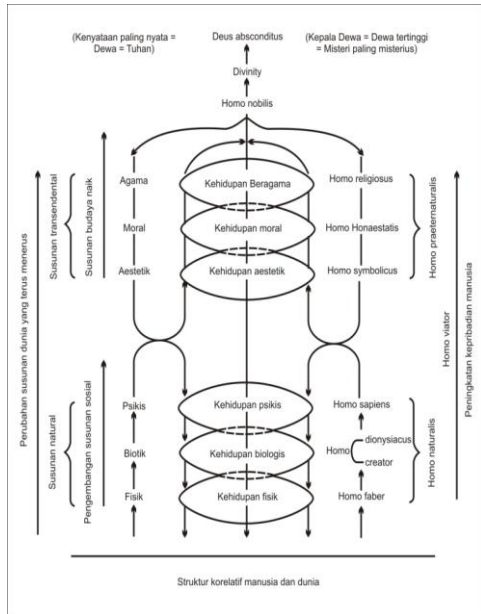 (Kenyataan paling nyata =
Dewa = Tuhan)
Deus absconditus
(Kepala Dewa = Dewa tertinggi
= Misteri paling misterius)
Divinity
Homo nobilis
Perubahan susunan dunia yang terus menerus
Susunan transendental
Susunan budaya naik
Agama
Kehidupan Beragama
Homo religiosus
Moral
Kehidupan moral
Homo Honaestatis
Aestetik
Kehidupan aestetik
Homo symbolicus
Homo praeternaturalis
Homo viator
Peningkatan kepribadian manusia
Susunan natural
Pengembangan susunan sosial
Psikis
Kehidupan psikis
Homo sapiens
Biotik
Kehidupan biologis
Homo
dionysiacus
creator
Fisik
Kehidupan fisik
Homo faber
Homo naturalis
Struktur korelatif manusia dan dunia